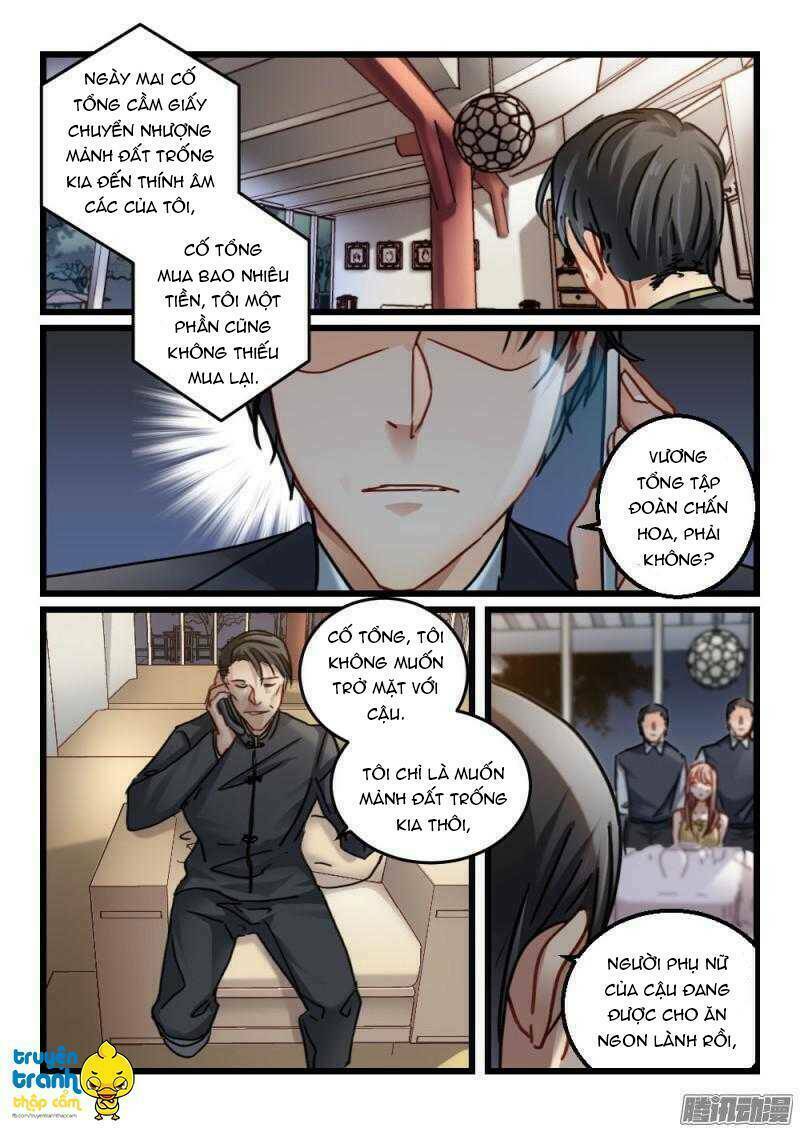 NGÀY MAI CỐ
TỔNG CẦM GIẤY
CHUYỂN NHƯỢNG
MẢNH ĐẤT TRỐNG
KIA ĐẾN THÍNH ÂM
CÁC CỦA TÔI,
CỐ TỔNG
MUA BAO NHIÊU
TIỀN, TÔI MỘT
PHẦN CŨNG
KHÔNG THIẾU
MUA LẠI.
VƯƠNG
TỔNG TẬP
ĐOÀN CHẤN
HOA, PHẢI
KHÔNG?
CỐ TỔNG, TÔI
KHÔNG MUỐN
TRỞ MẶT VỚI
CẬU.
TÔI CHỈ LÀ MUỐN
MẢNH ĐẤT TRỐNG
KIA THÔI,
NGƯỜI PHỤ NỮ
CỦA CẬU ĐANG
ĐƯỢC CHO ĂN
NGON LÀNH RỒI,
truyện
tranh
thập cẩm
fb.com/truyentranhthapcam
腾讯动漫